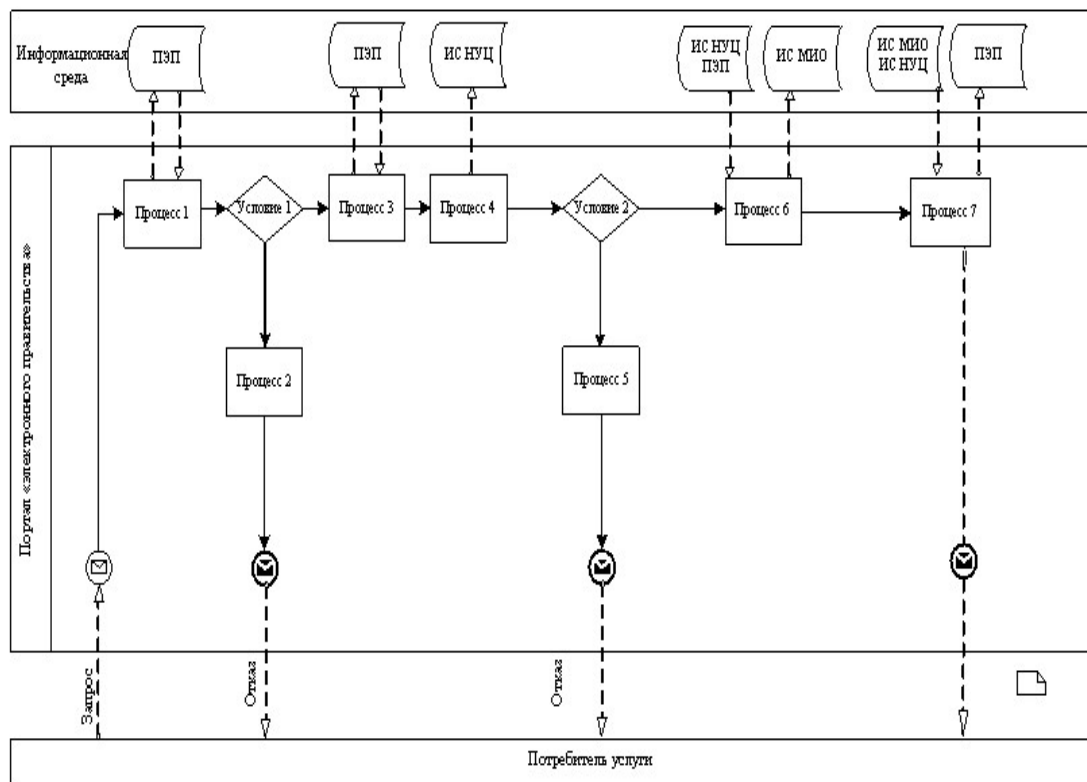 Информационная
среда
ПЭП
ПЭП
ИС НУЦ
ИС НУЦ
ПЭП
ИС МИО
ИС МИО
ИС НУЦ
ПЭП
Портал «электронного правительства»
Процесс 1
Условие 1
Процесс 3
Процесс 4
Условие 2
Процесс 6
Процесс 7
Процесс 2
Процесс 5
Запрос
Отказ
Отказ
Потребитель услуги